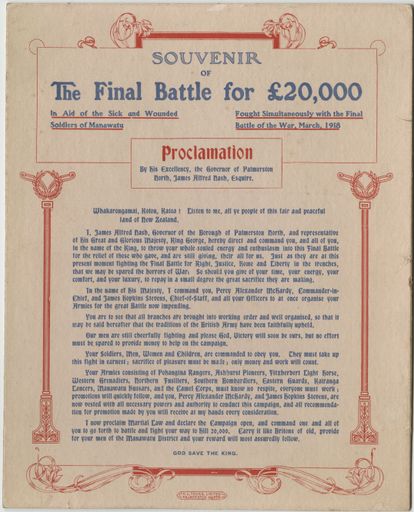 SOUVENIR
OF
The Final Battle for £20,000
In Aid of the Sick and Wounded
Soldiers of Manawatu
Fought Simultaneously with the Final
Battle of the War, March, 1918
Proclamation
By his Excellency, the Governor of Palmerston
North, James Alfred Nash, Esquire.
Whakarongamai, Kotou, Katoa! Listen to me, all ye people of this fair and peaceful
land of New Zealand.
I, James Alfred Nash, Governor of the Borough of Palmerston North, and representative
of His Great and Glorious Majesty, King George, hereby direct and command you, and all of you,
in the name of the King, to throw your whole souled energy and enthusiasm into this Final Battle
for the relief of those who gave, and are still giving, their all for us. Just as they are at this
present moment fighting the Final Battle for Right, Justice, Home and Liberty in the trenches,
that we may be spared the horrors of War: So should you give of your time, your energy, your
comfort, and your luxury, to repay in a small degree the great sacrifice they are making.
In the name of His Majesty, I command you, Percy Alexander McHardy, Commander-in-
Chief, and James Hopkins Stevens, Chief-of-Staff, and all your Officers to at once organise your
Armies for the great Battle now impending.
You are to see that all branches are brought into working order and well organised, so that it
may be said hereafter that the traditions of the British Army have been faithfully upheld.
Our men are still cheerfully fighting and please God, Victory will soon be ours, but no effort
must be spared to provide money to help on the campaign.
Your Soldiers, Men, Women and Children, are commanded to obey you. They must take up
this fight in earnest; sacrifice of pleasure must be made; only money and work will count.
Your Armies consisting of Pohangina Rangers, Ashhurst Pioneers, Fitzherbert Light Horse,
Western Grenadiers, Northern Fusiliers, Southern Bombardiers, Eastern Guards, Kairanga
Lancers, Manawatu Hussars, and the Camel Corps, must know no respite, everyone must work;
promotions will quickly follow, and you, Percy Alexander McHardy, and James Hopkins Stevens, are
now vested with all necessary powers and authority to conduct this campaign, and all recommenda-
tion for promotion made by you will receive at my hands every consideration.
I now proclaim Martial Law and declare the Campaign open, and command one and all of
you to go forth to battle and fight your way to Hill 20,000. Carry it like Britons of old, provide
for your men of the Manawatu District and your reward will most assuredly follow.
GOD SAVE THE KING.